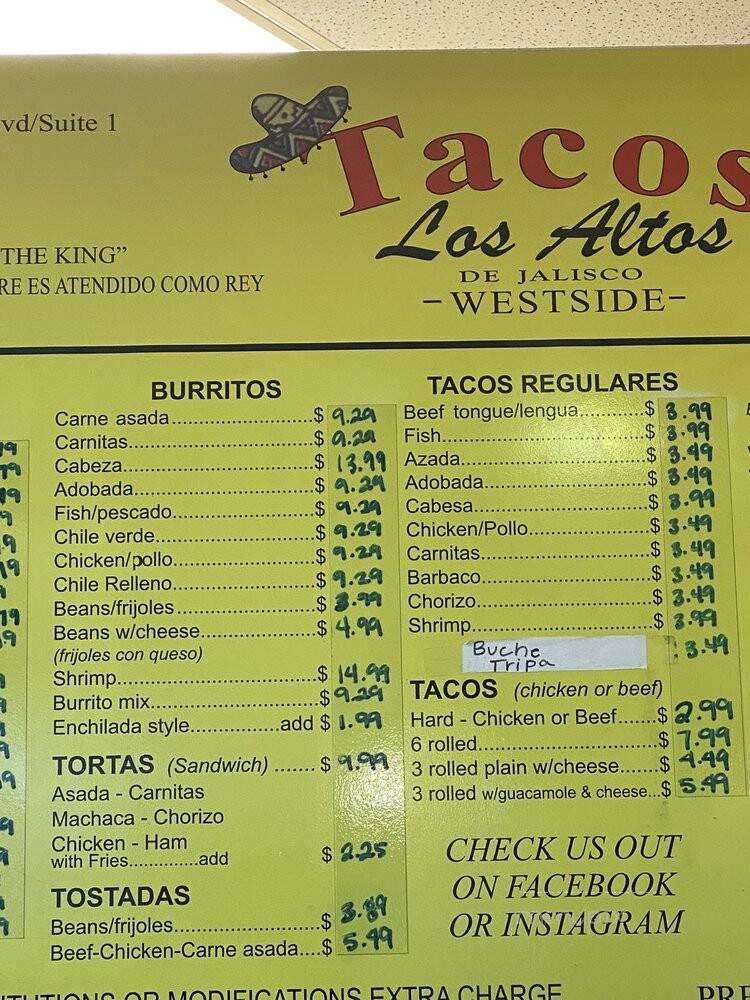 vd/Suite 1
THE KING”
RE ES ATENDIDO COMO REY
Tacos
Los Altos
DE JALISCO
-WESTSIDE-
BURRITOS
Carne asada.......................$ 9.29
Carnitas..............................$ 9.29
Cabeza...............................$ 13.99
Adobada.............................$ 9.29
Fish/pescado......................$ 9.29
Chile verde.........................$ 9.29
Chicken/pollo......................$ 9.29
Chile Relleno......................$ 9.29
Beans/frijoles......................$ 3.99
Beans w/cheese..................$ 4.99
(frijoles con queso)
Shrimp................................$ 14.99
Burrito mix..........................$ 9.29
Enchilada style...............add $ 1.99
TORTAS (Sandwich) ....... $ 9.99
Asada - Carnitas
Machaca - Chorizo
Chicken - Ham
with Fries.............add $ 2.25
TOSTADAS
Beans/frijoles.......................$
Beef-Chicken-Carne asada....$ 5.49
TACOS REGULARES
Beef tongue/lengua...........$ 3.99
Fish.................................$ 3.99
Azada..............................$ 3.49
Adobada..........................$ 3.49
Cabesa............................$ 3.99
Chicken/Pollo...................$ 3.49
Carnitas...........................$ 3.49
Barbaco...........................$ 3.49
Chorizo............................$ 3.49
Shrimp.............................$ 3.99
Buche
Tripa 3.49
TACOS (chicken or beef)
Hard - Chicken or Beef......$ 2.99
6 rolled.............................$ 7.99
3 rolled plain w/cheese.......$ 4.49
3 rolled w/guacamole & cheese...$ 5.49
CHECK US OUT
ON FACEBOOK
OR INSTAGRAM
TUTIONS OR MODIFICATIONS EXTRA CHARGE
PRE